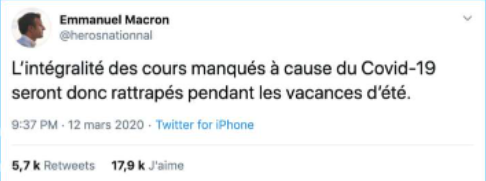 Emmanuel Macron
@herosnationnal
L'intégralité des cours manqués à cause du Covid-19
seront donc rattrapés pendant les vacances d'été.
9:37 PM · 12 mars 2020 · Twitter for iPhone
5,7 k Retweets 17,9 k J'aime